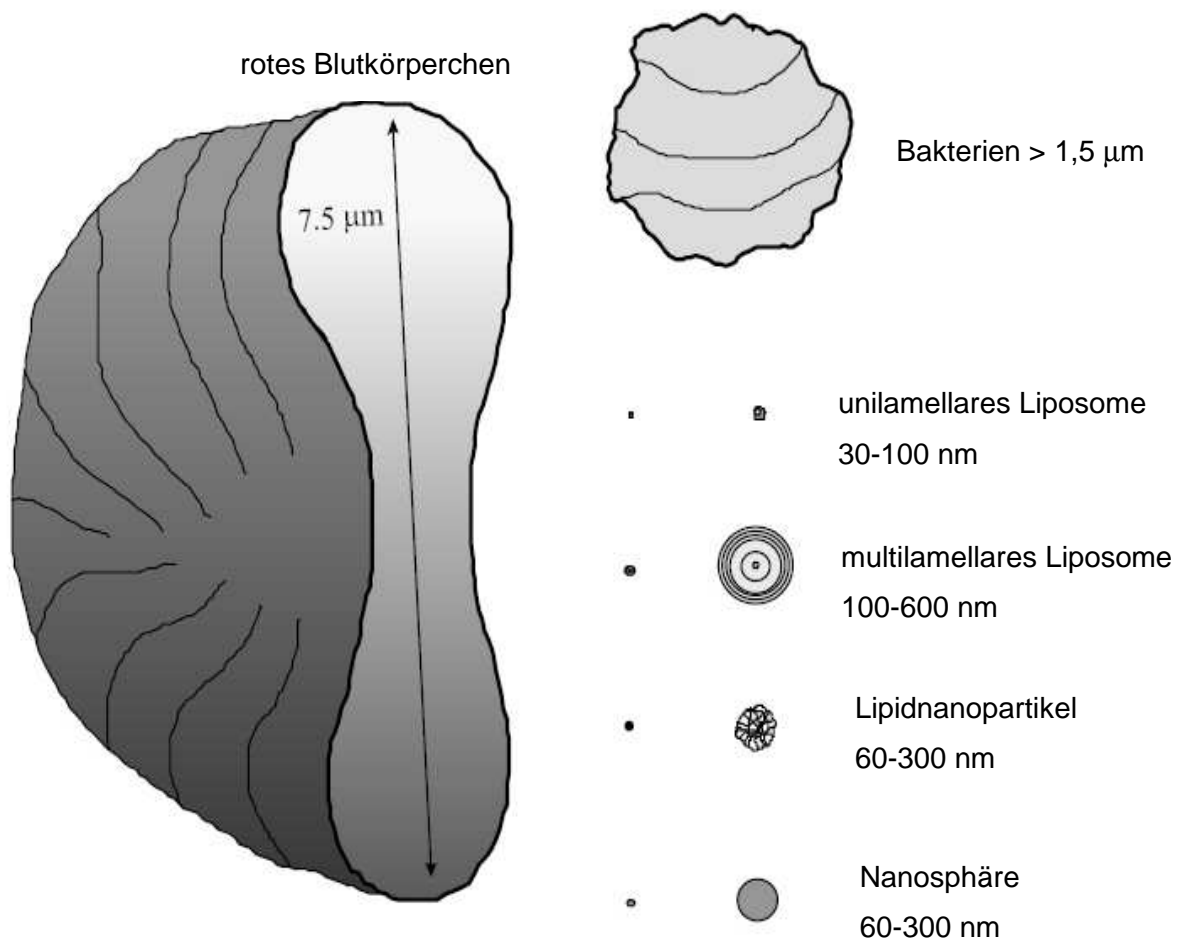 rotes Blutkörperchen
7.5 μm
Bakterien > 1,5 μm
unilamellares Liposome
30-100 nm
multilamellares Liposome
100-600 nm
Lipidnanopartikel
60-300 nm
Nanosphäre
60-300 nm